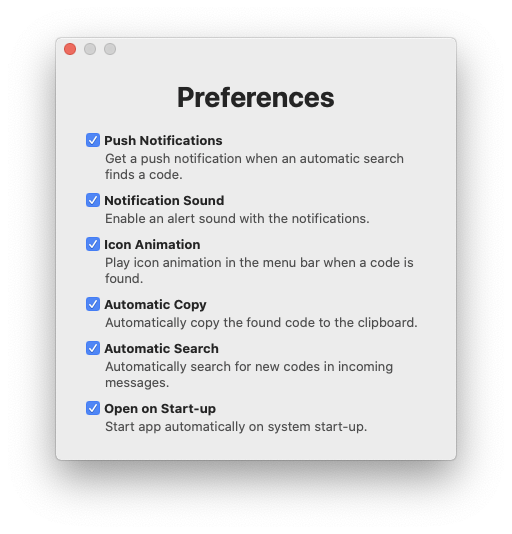 Preferences
Push Notifications
Get a push notification when an automatic search
finds a code.
Notification Sound
Enable an alert sound with the notifications.
Icon Animation
Play icon animation in the menu bar when a code is
found.
Automatic Copy
Automatically copy the found code to the clipboard.
Automatic Search
Automatically search for new codes in incoming
messages.
Open on Start-up
Start app automatically on system start-up.